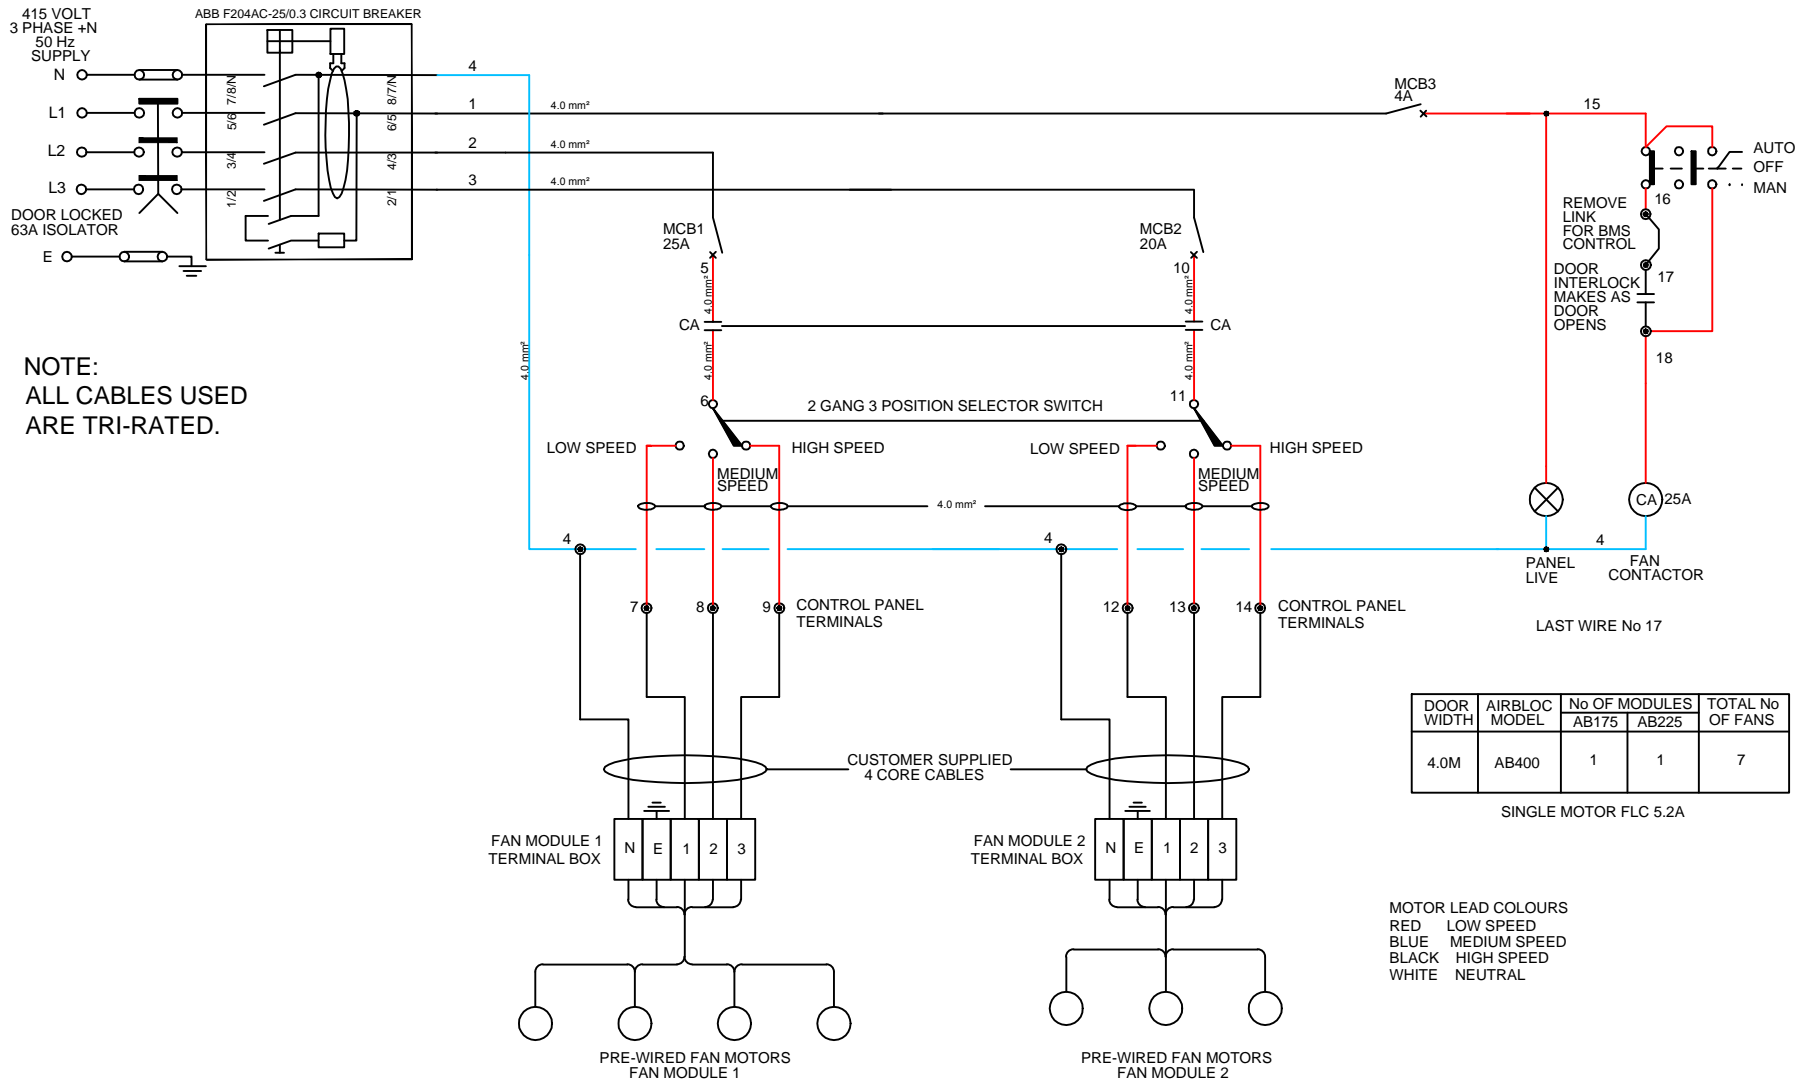 415 VOLT
3 PHASE +N
50 Hz
SUPPLY
N
L1
L2
L3
DOOR LOCKED
63A ISOLATOR
E
ABB F204AC-25/0.3 CIRCUIT BREAKER
7/8/N
5/6
3/4
1/2
8/7/N
6/5
4/3
2/1
4
1
4.0 mm²
2
4.0 mm²
3
4.0 mm²
NOTE:
ALL CABLES USED
ARE TRI-RATED.
4.0 mm²
MCB1
25A
5
4.0 mm²
CA
4.0 mm²
6
MCB2
20A
10
4.0 mm²
CA
4.0 mm²
11
2 GANG 3 POSITION SELECTOR SWITCH
LOW SPEED
MEDIUM
SPEED
HIGH SPEED
LOW SPEED
MEDIUM
SPEED
HIGH SPEED
4.0 mm²
MCB3
4A
15
AUTO
OFF
MAN
16
REMOVE
LINK
FOR BMS
CONTROL
17
DOOR
INTERLOCK
MAKES AS
DOOR
OPENS
18
CA
25A
4
PANEL
LIVE
FAN
CONTACTOR
LAST WIRE No 17
4
4
7
8
9
CONTROL PANEL
TERMINALS
12
13
14
CONTROL PANEL
TERMINALS
CUSTOMER SUPPLIED
4 CORE CABLES
FAN MODULE 1
TERMINAL BOX
N E 1 2 3
FAN MODULE 2
TERMINAL BOX
N E 1 2 3
PRE-WIRED FAN MOTORS
FAN MODULE 1
PRE-WIRED FAN MOTORS
FAN MODULE 2
DOOR
WIDTH
AIRBLOC
MODEL
No OF MODULES
AB175 AB225
TOTAL No
OF FANS
4.0M AB400 1 1 7
SINGLE MOTOR FLC 5.2A
MOTOR LEAD COLOURS
RED LOW SPEED
BLUE MEDIUM SPEED
BLACK HIGH SPEED
WHITE NEUTRAL